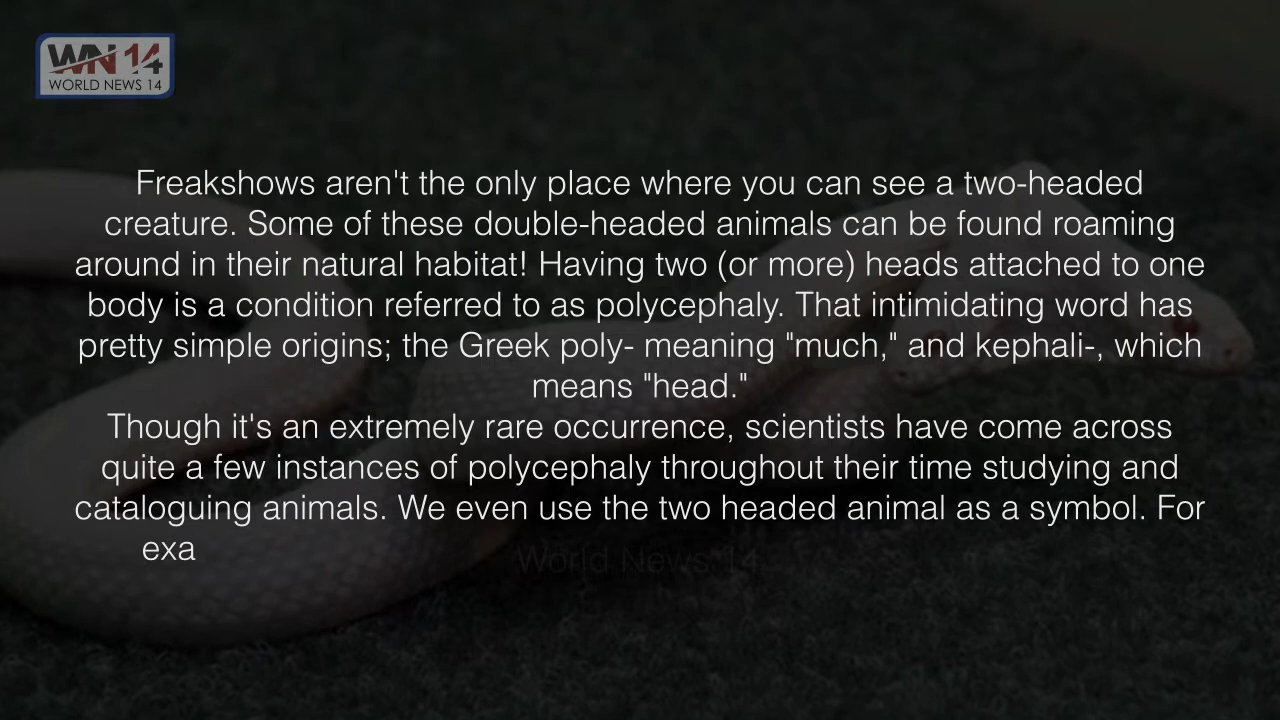 WN 14
WORLD NEWS 14
Freakshows aren't the only place where you can see a two-headed
creature. Some of these double-headed animals can be found roaming
around in their natural habitat! Having two (or more) heads attached to one
body is a condition referred to as polycephaly. That intimidating word has
pretty simple origins; the Greek poly- meaning "much," and kephali-, which
means "head."
Though it's an extremely rare occurrence, scientists have come across
quite a few instances of polycephaly throughout their time studying and
cataloguing animals. We even use the two headed animal as a symbol. For
exa
World News 14